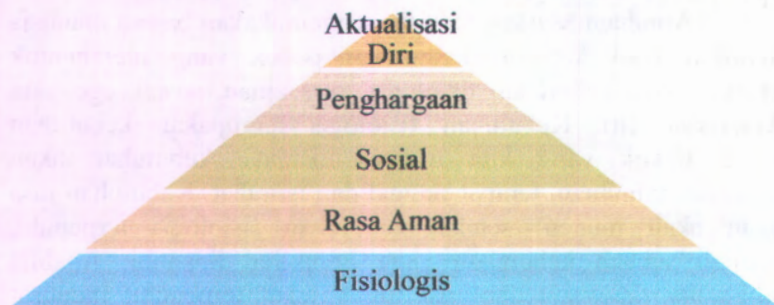 Aktualisasi
Diri
Penghargaan
Sosial
Rasa Aman
Fisiologis